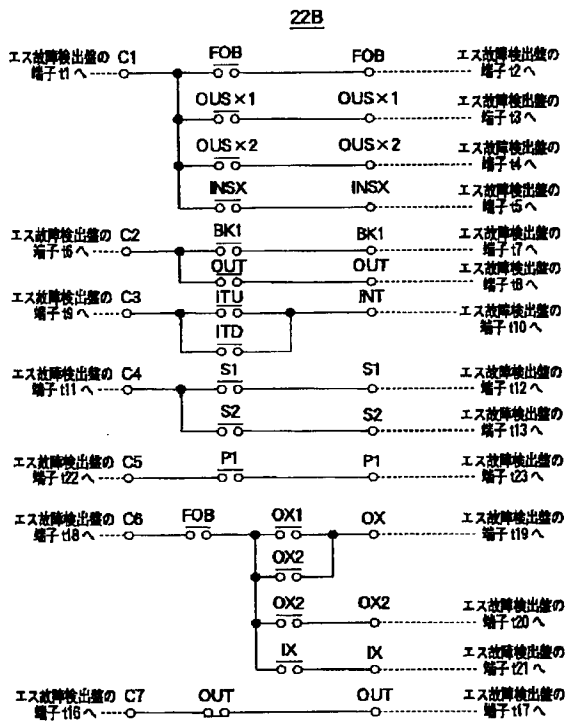 22B
エス故障検出盤の C1 FOB FOB エス故障検出盤の
端子t1へ 端子t2へ
OUS×1 OUS×1 エス故障検出盤の
端子t3へ
OUS×2 OUS×2 エス故障検出盤の
端子t4へ
INSX INSX エス故障検出盤の
端子t5へ
エス故障検出盤の C2 BK1 BK1 エス故障検出盤の
端子t6へ 端子t7へ
OUT OUT エス故障検出盤の
端子t8へ
エス故障検出盤の C3 ITU INT エス故障検出盤の
端子t9へ 端子t10へ
ITD
エス故障検出盤の C4 S1 S1 エス故障検出盤の
端子t11へ 端子t12へ
S2 S2 エス故障検出盤の
端子t13へ
エス故障検出盤の C5 P1 P1 エス故障検出盤の
端子t22へ 端子t23へ
エス故障検出盤の C6 FOB OX1 OX エス故障検出盤の
端子t18へ 端子t19へ
OX2
OX2 OX2 エス故障検出盤の
端子t20へ
IX IX エス故障検出盤の
端子t21へ
エス故障検出盤の C7 OUT OUT エス故障検出盤の
端子t16へ 端子t17へ